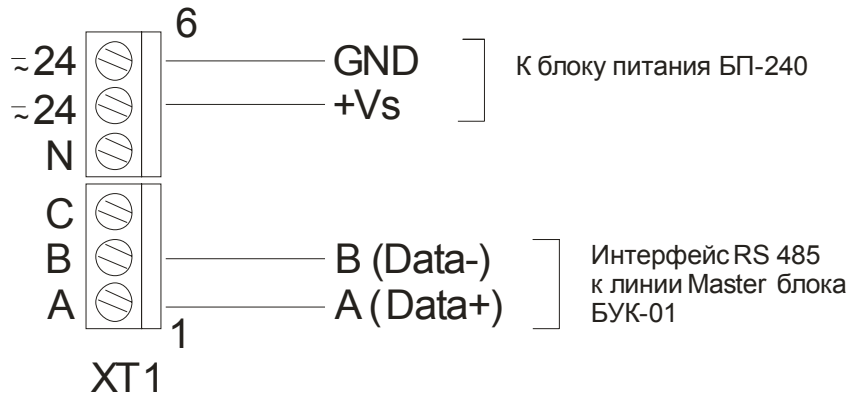 6
≂24 GND
≂24 +Vs
К блоку питания БП-240
N
C
B B (Data-)
A A (Data+)
Интерфейс RS 485
к линии Master блока
БУК-01
1
XT1